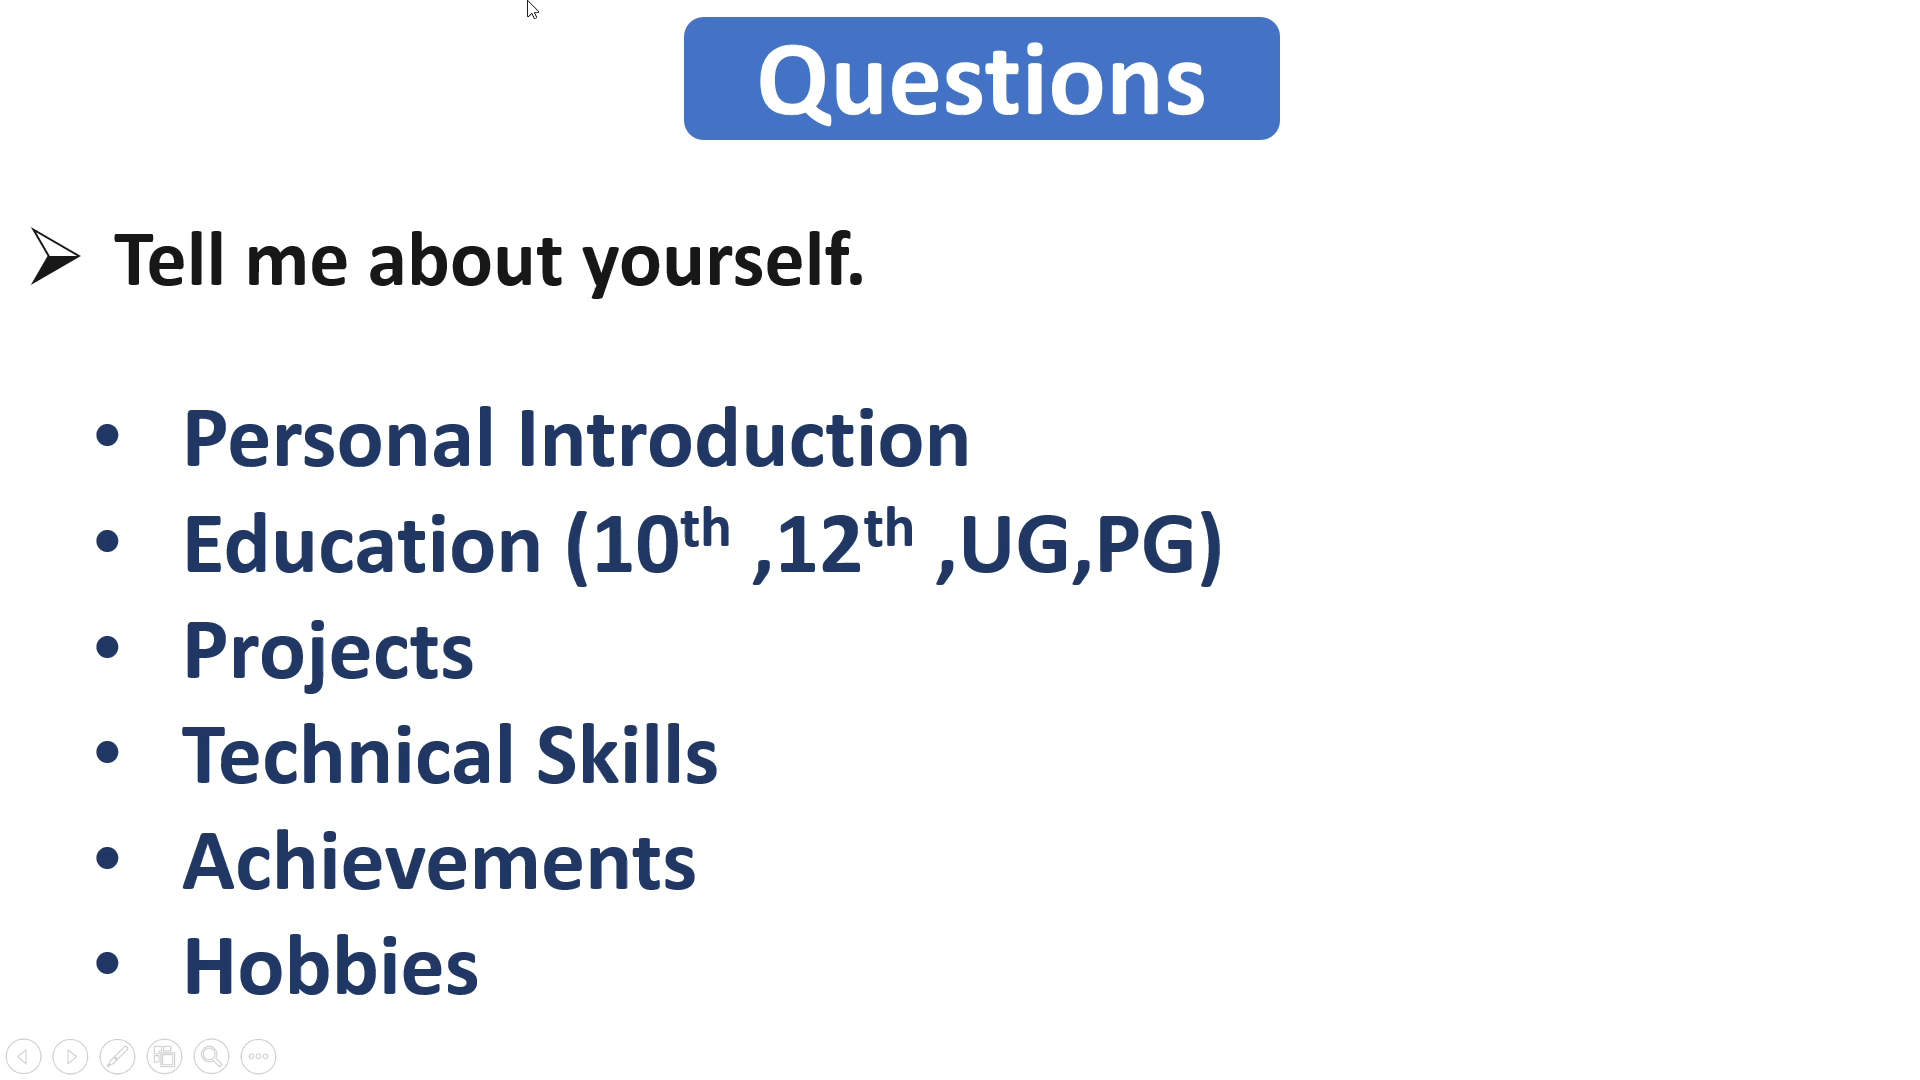 Questions
➢ Tell me about yourself.
• Personal Introduction
• Education (10th ,12th ,UG,PG)
• Projects
• Technical Skills
• Achievements
• Hobbies